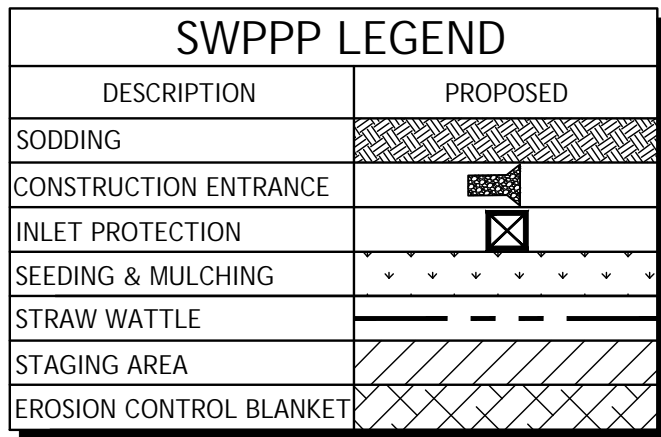 SWPPP LEGEND
DESCRIPTION PROPOSED
SODDING
CONSTRUCTION ENTRANCE
INLET PROTECTION
SEEDING & MULCHING
STRAW WATTLE
STAGING AREA
EROSION CONTROL BLANKET